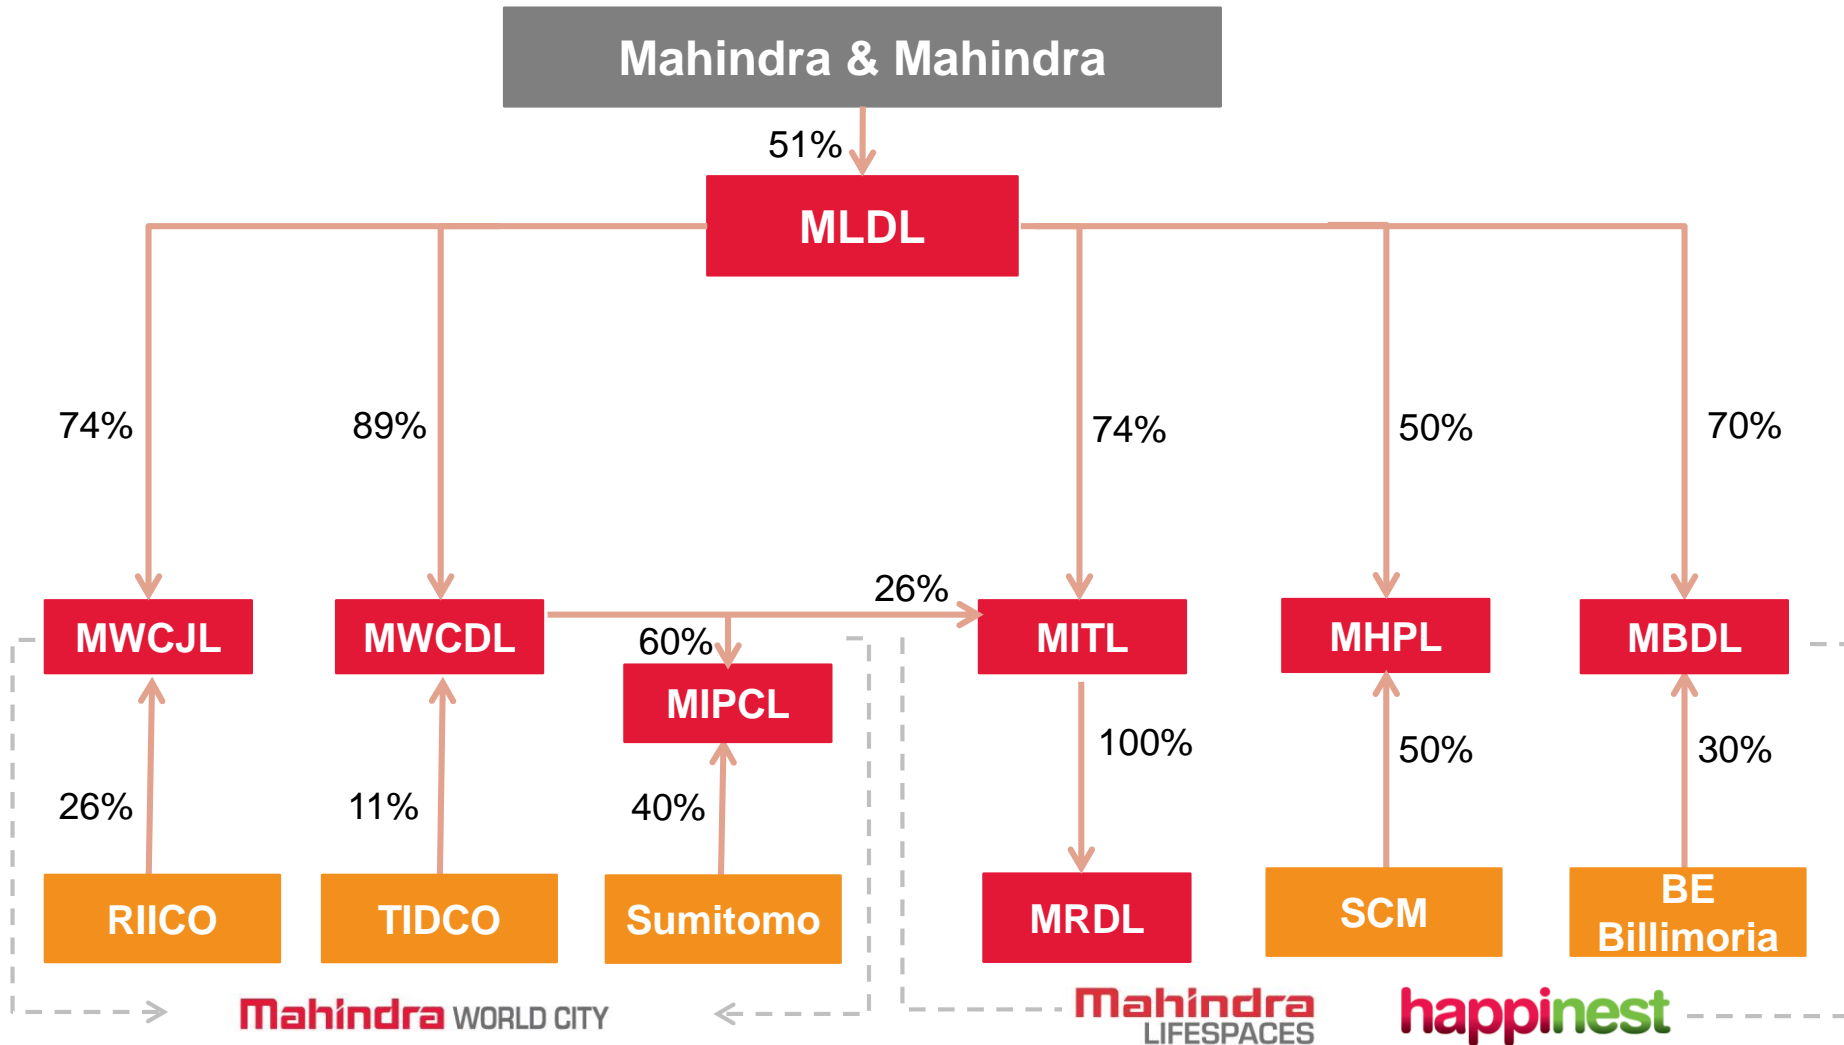 Mahindra & Mahindra
51%
MLDL
74%
89%
74%
50%
70%
26%
MWCJL
MWCDL
60%
MITL
MHPL
MBDL
MIPCL
100%
50%
30%
26%
11%
40%
RIICO
TIDCO
Sumitomo
MRDL
SCM
BE
Billimoria
Mahindra WORLD CITY
Mahindra
LIFESPACES
happinest